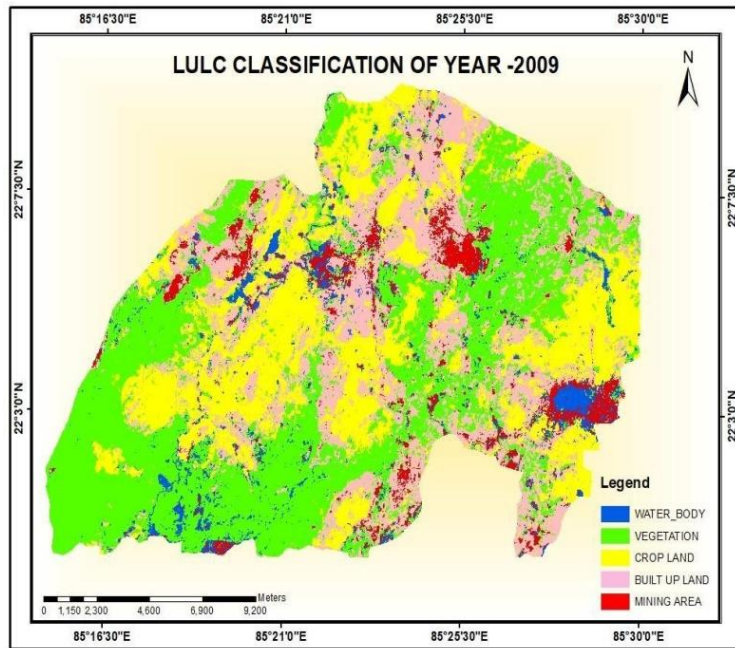 85°16'30"E 85°21'0"E 85°25'30"E 85°30'0"E
LULC CLASSIFICATION OF YEAR -2009
N
22°7'30"N 22°7'30"N
22°3'0"N 22°3'0"N
Legend
WATER_BODY
VEGETATION
CROP LAND
BUILT UP LAND
MINING AREA
Meters
0 1,150 2,300 4,600 6,900 9,200
85°16'30"E 85°21'0"E 85°25'30"E 85°30'0"E